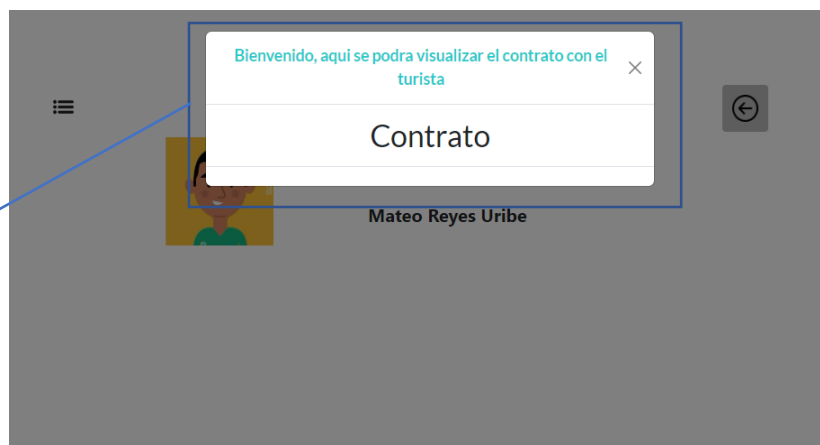 Bienvenido, aqui se podra visualizar el contrato con el
turista
Contrato
Mateo Reyes Uribe